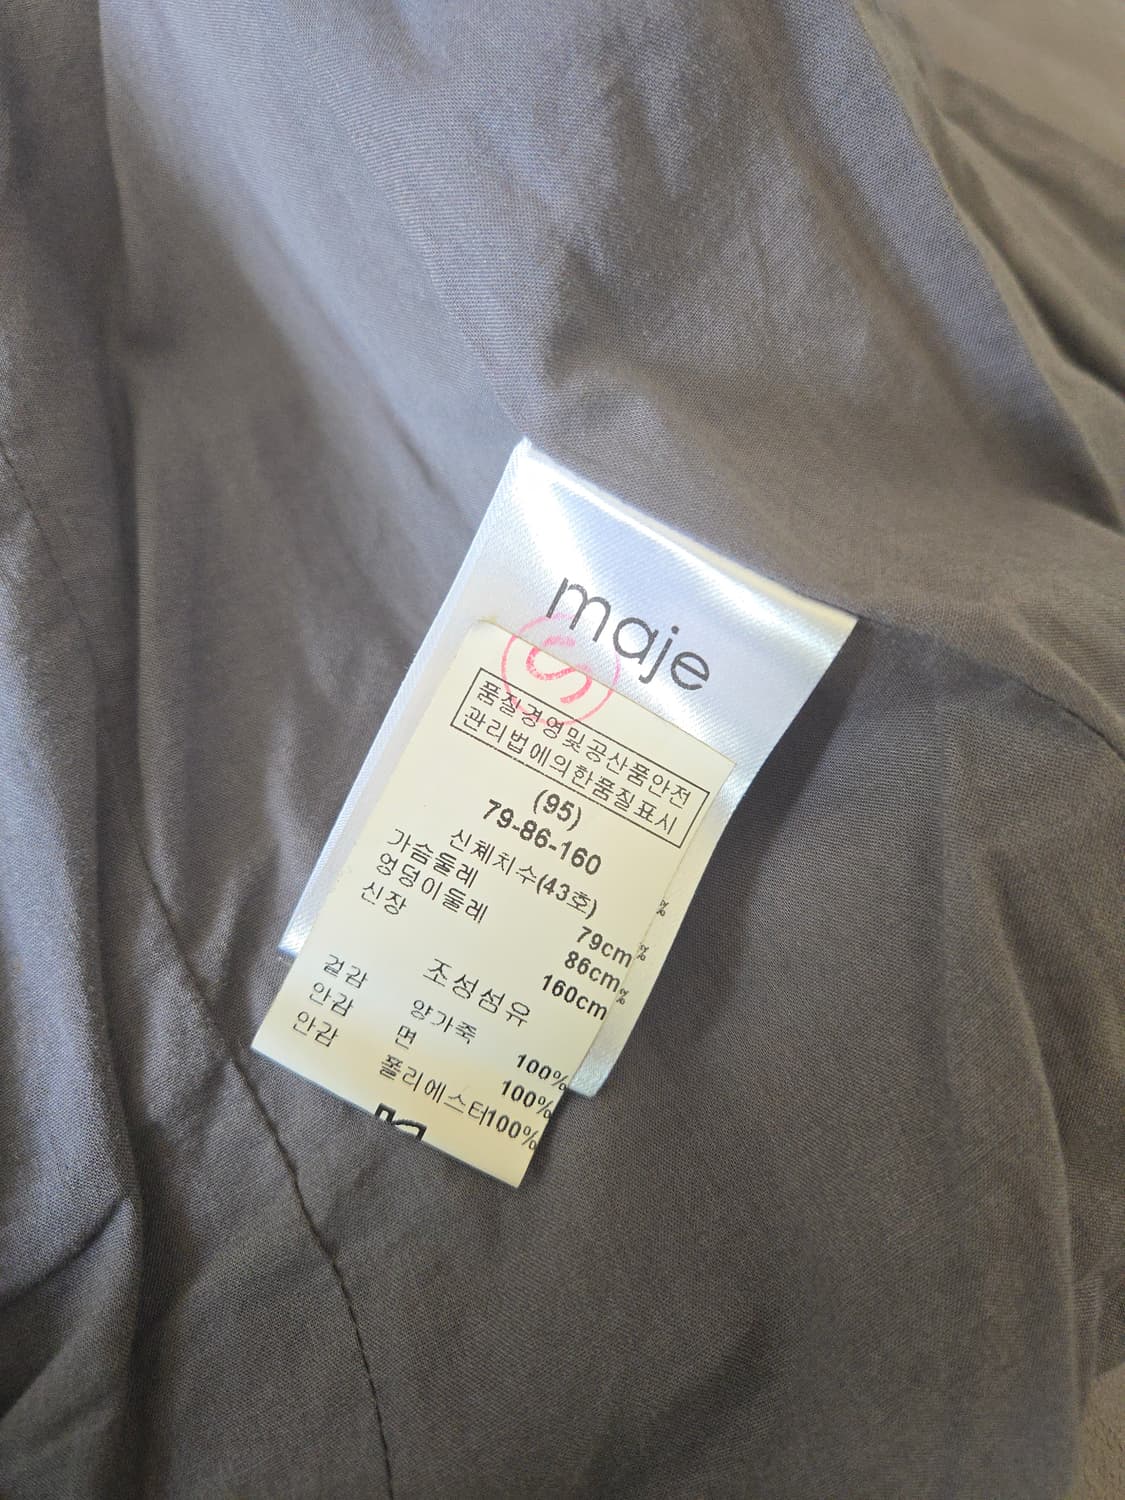 maje
S
품질경영및공산품안전
관리법에의한품질표시
(95)
79-86-160
신체치수(43호)
가슴둘레 79cm
엉덩이둘레 86cm
신장 160cm
조성섬유
겉감 양가죽 100%
안감 면 100%
안감 폴리에스터100%
%
%
%